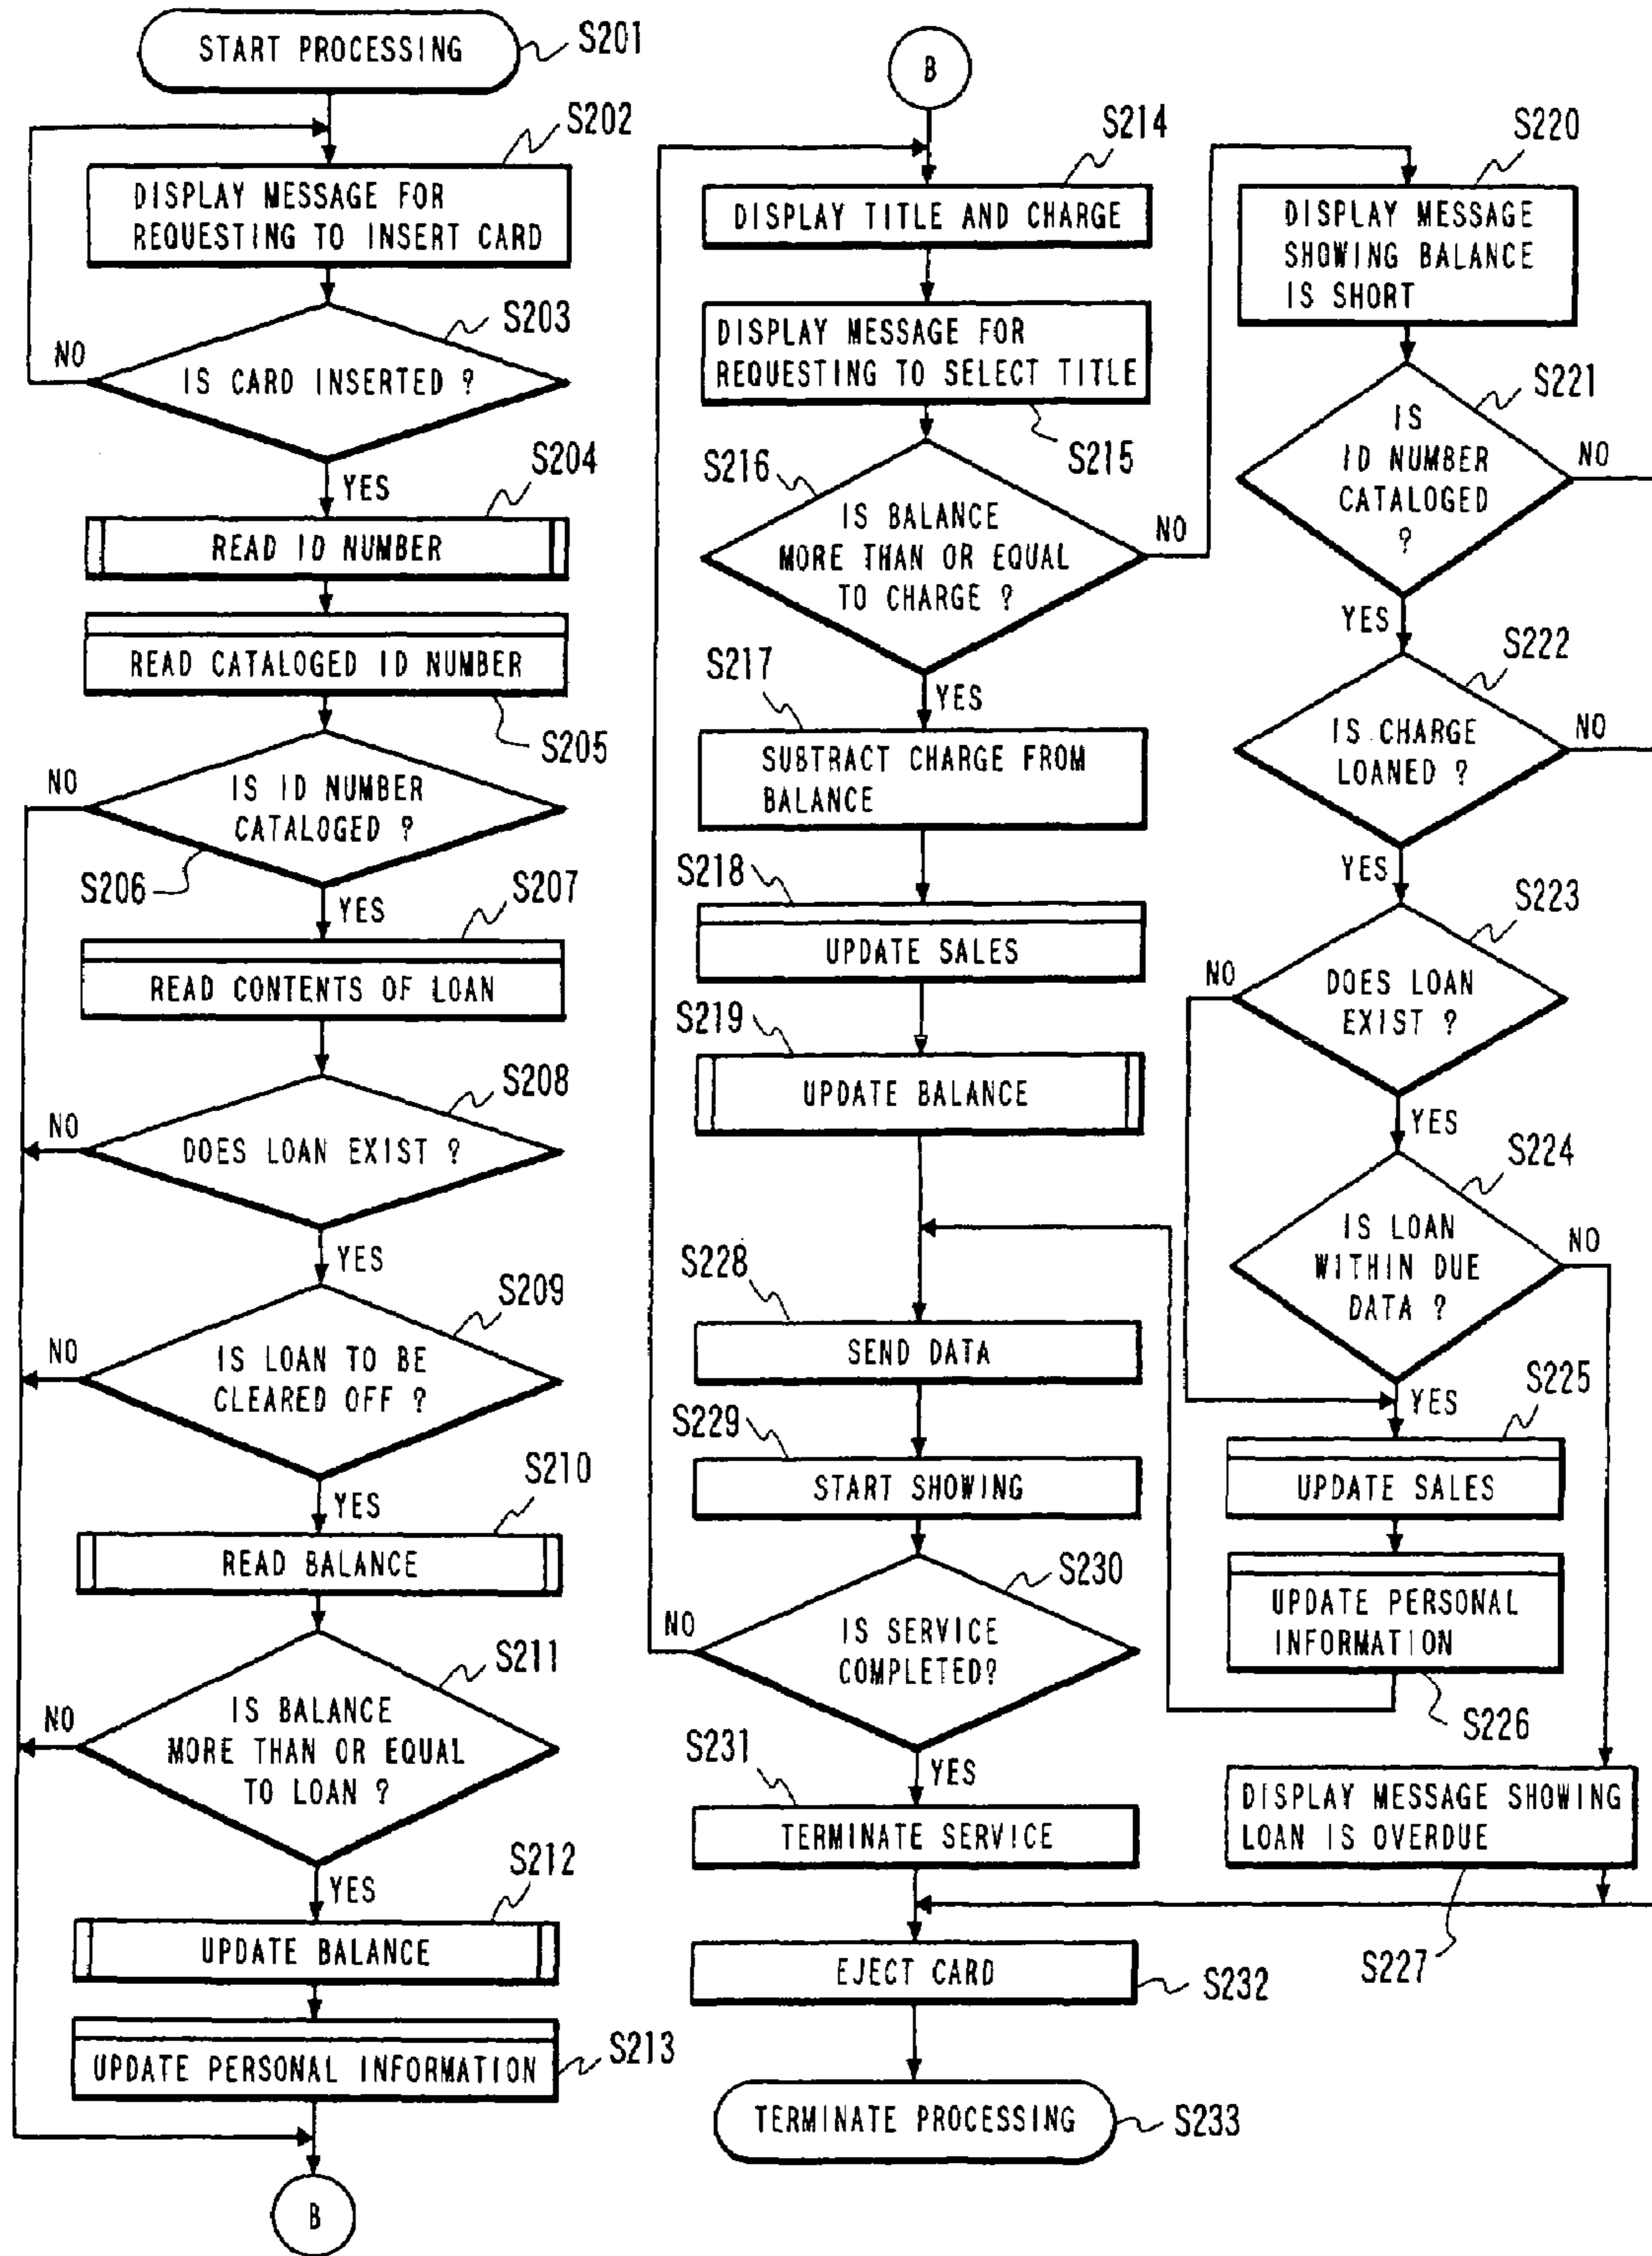 START PROCESSING
S201
S202
DISPLAY MESSAGE FOR
REQUESTING TO INSERT CARD
S203
NO
IS CARD INSERTED ?
YES
S204
READ ID NUMBER
READ CATALOGED ID NUMBER
S205
NO
IS ID NUMBER
CATALOGED ?
S206
YES
S207
READ CONTENTS OF LOAN
S208
NO
DOES LOAN EXIST ?
YES
S209
NO
IS LOAN TO BE
CLEARED OFF ?
YES
S210
READ BALANCE
S211
NO
IS BALANCE
MORE THAN OR EQUAL
TO LOAN ?
YES
S212
UPDATE BALANCE
UPDATE PERSONAL INFORMATION
S213
B
B
S214
DISPLAY TITLE AND CHARGE
DISPLAY MESSAGE FOR
REQUESTING TO SELECT TITLE
S215
S216
IS BALANCE
MORE THAN OR EQUAL
TO CHARGE ?
NO
YES
S217
SUBTRACT CHARGE FROM
BALANCE
S218
UPDATE SALES
S219
UPDATE BALANCE
S228
SEND DATA
S229
START SHOWING
S230
NO
IS SERVICE
COMPLETED?
YES
S231
TERMINATE SERVICE
EJECT CARD
S232
TERMINATE PROCESSING
S233
S220
DISPLAY MESSAGE
SHOWING BALANCE
IS SHORT
S221
IS
ID NUMBER
CATALOGED
?
NO
YES
S222
IS CHARGE
LOANED ?
NO
YES
S223
NO
DOES LOAN
EXIST ?
YES
S224
IS LOAN
WITHIN DUE
DATA ?
NO
YES
S225
UPDATE SALES
UPDATE PERSONAL
INFORMATION
S226
DISPLAY MESSAGE SHOWING
LOAN IS OVERDUE
S227